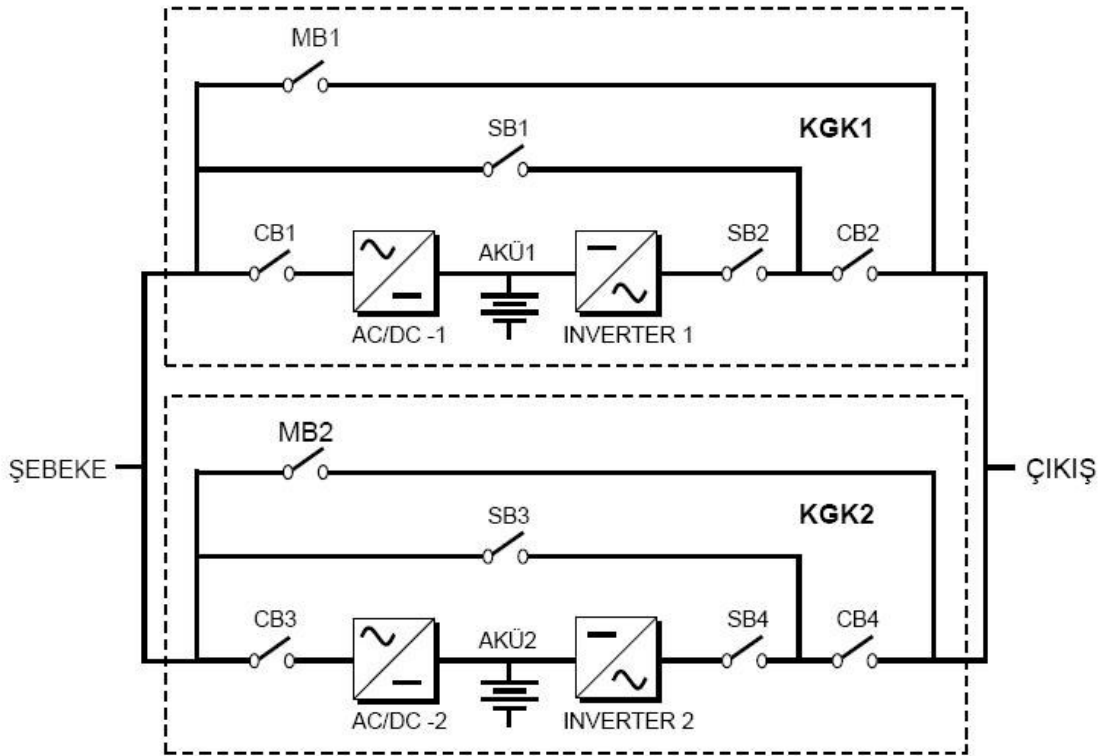 MB1
SB1
KGK1
CB1
AKÜ1
SB2
CB2
AC/DC -1
INVERTER 1
MB2
ŞEBEKE
ÇIKIŞ
SB3
KGK2
CB3
AKÜ2
SB4
CB4
AC/DC -2
INVERTER 2